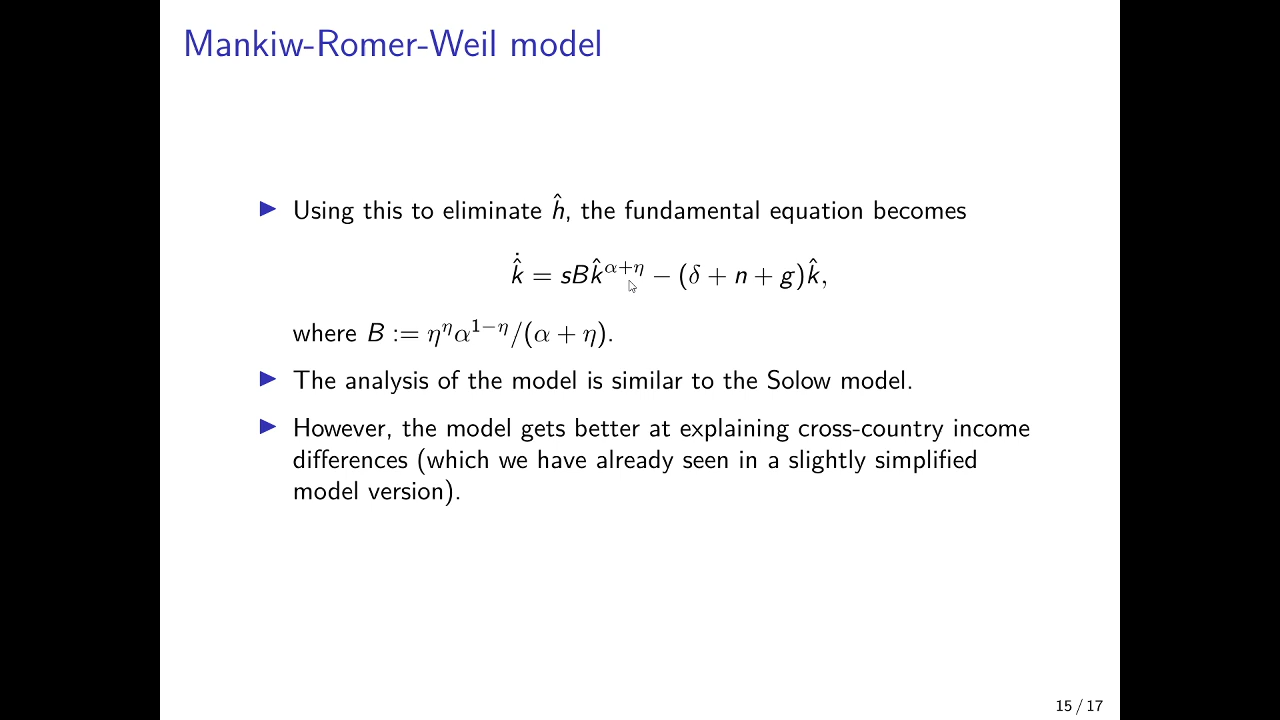 Mankiw-Romer-Weil model
▶ Using this to eliminate ĥ, the fundamental equation becomes
k̂̇ = sBk̂^{α+η} − (δ + n + g)k̂,
where B := η^η α^{1−η}/(α + η).
▶ The analysis of the model is similar to the Solow model.
▶ However, the model gets better at explaining cross-country income
differences (which we have already seen in a slightly simplified
model version).
15 / 17